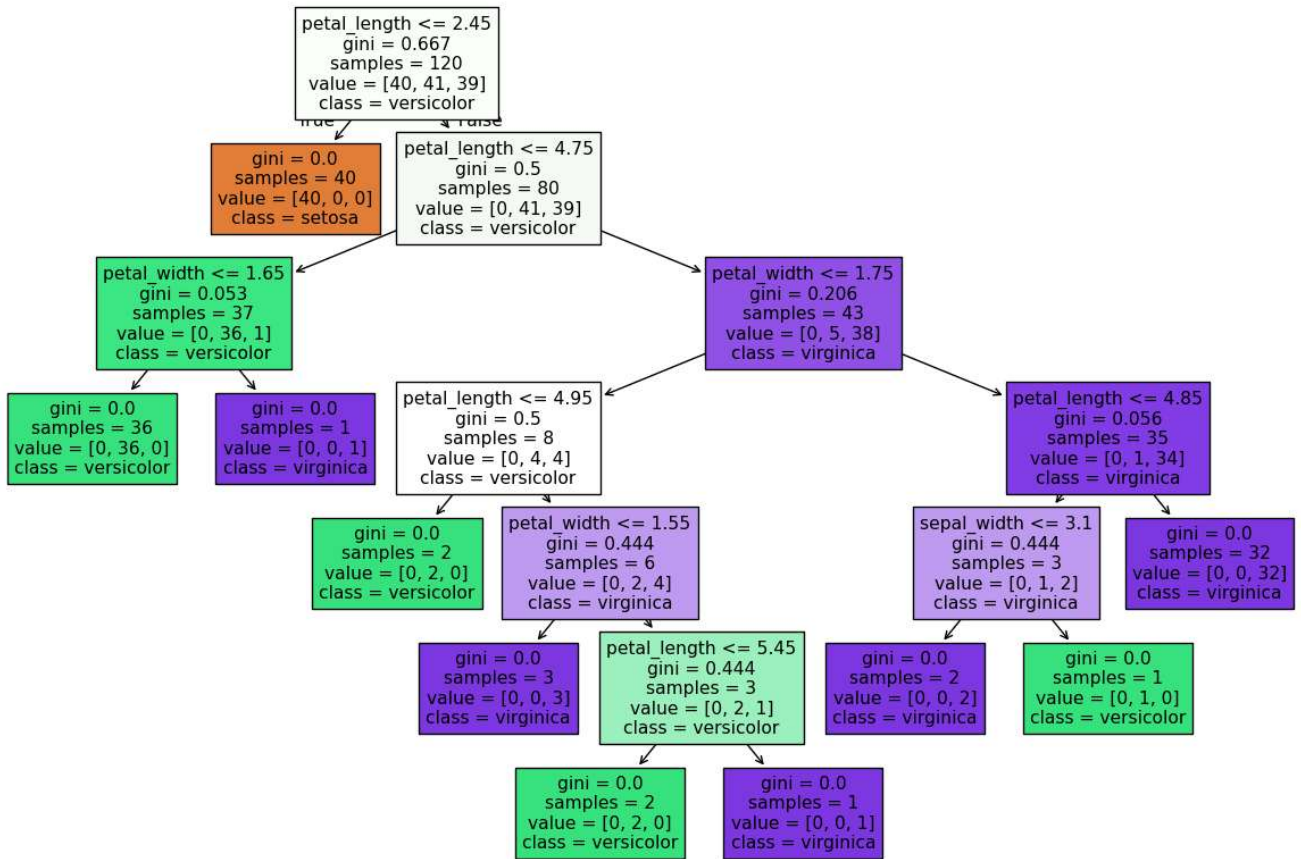 petal_length <= 2.45
gini = 0.667
samples = 120
value = [40, 41, 39]
class = versicolor
True
False
gini = 0.0
samples = 40
value = [40, 0, 0]
class = setosa
petal_length <= 4.75
gini = 0.5
samples = 80
value = [0, 41, 39]
class = versicolor
petal_width <= 1.65
gini = 0.053
samples = 37
value = [0, 36, 1]
class = versicolor
petal_width <= 1.75
gini = 0.206
samples = 43
value = [0, 5, 38]
class = virginica
gini = 0.0
samples = 36
value = [0, 36, 0]
class = versicolor
gini = 0.0
samples = 1
value = [0, 0, 1]
class = virginica
petal_length <= 4.95
gini = 0.5
samples = 8
value = [0, 4, 4]
class = versicolor
petal_length <= 4.85
gini = 0.056
samples = 35
value = [0, 1, 34]
class = virginica
gini = 0.0
samples = 2
value = [0, 2, 0]
class = versicolor
petal_width <= 1.55
gini = 0.444
samples = 6
value = [0, 2, 4]
class = virginica
sepal_width <= 3.1
gini = 0.444
samples = 3
value = [0, 1, 2]
class = virginica
gini = 0.0
samples = 32
value = [0, 0, 32]
class = virginica
gini = 0.0
samples = 3
value = [0, 0, 3]
class = virginica
petal_length <= 5.45
gini = 0.444
samples = 3
value = [0, 2, 1]
class = versicolor
gini = 0.0
samples = 2
value = [0, 0, 2]
class = virginica
gini = 0.0
samples = 1
value = [0, 1, 0]
class = versicolor
gini = 0.0
samples = 2
value = [0, 2, 0]
class = versicolor
gini = 0.0
samples = 1
value = [0, 0, 1]
class = virginica